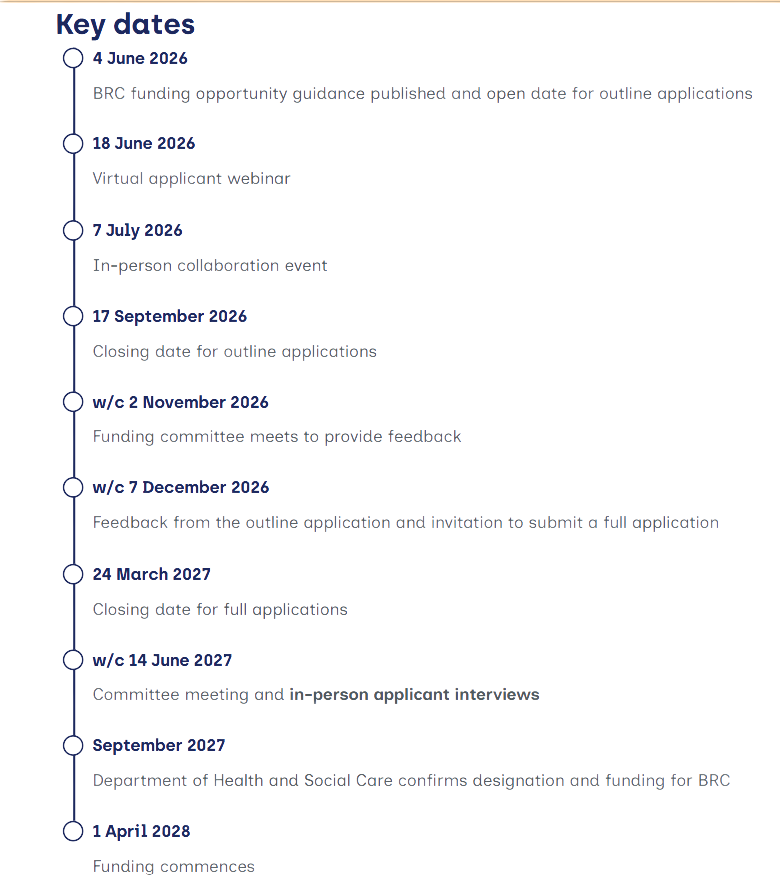 Key dates
4 June 2026
BRC funding opportunity guidance published and open date for outline applications
18 June 2026
Virtual applicant webinar
7 July 2026
In-person collaboration event
17 September 2026
Closing date for outline applications
w/c 2 November 2026
Funding committee meets to provide feedback
w/c 7 December 2026
Feedback from the outline application and invitation to submit a full application
24 March 2027
Closing date for full applications
w/c 14 June 2027
Committee meeting and in-person applicant interviews
September 2027
Department of Health and Social Care confirms designation and funding for BRC
1 April 2028
Funding commences